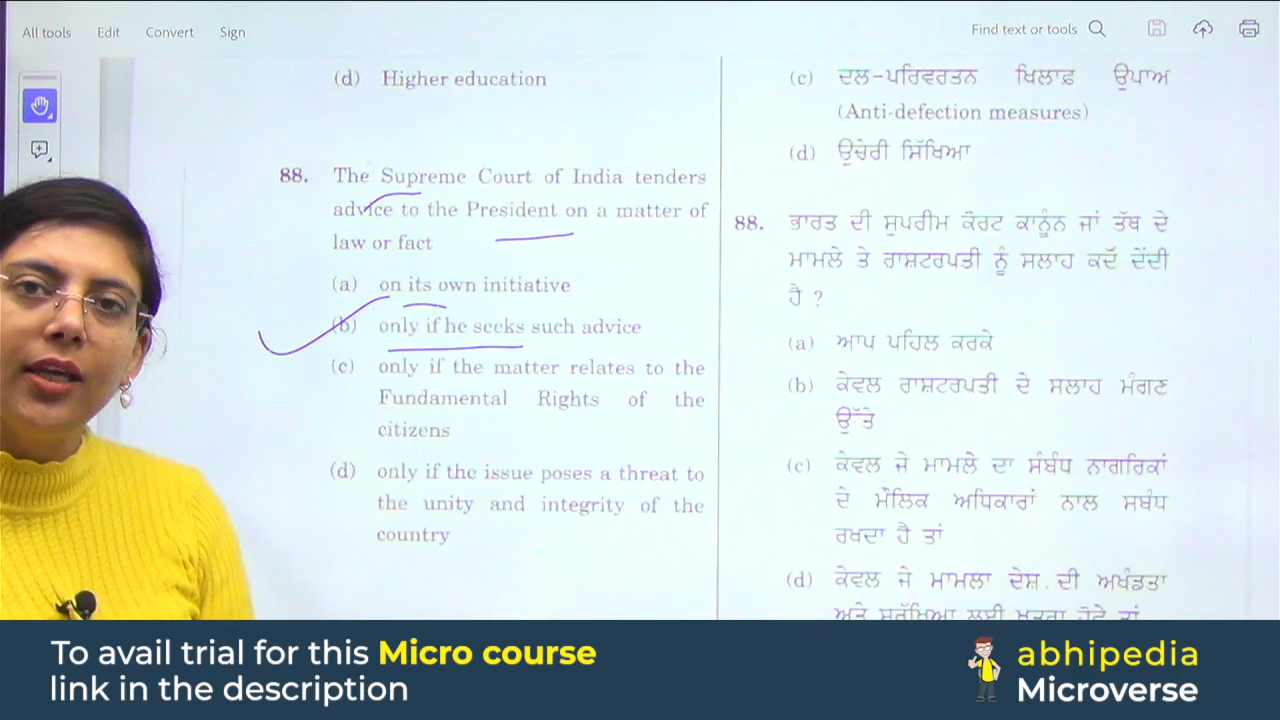 All tools Edit Convert Sign
Find text or tools
(d) Higher education
88. The Supreme Court of India tenders
advice to the President on a matter of
law or fact
(a) on its own initiative
(b) only if he seeks such advice
(c) only if the matter relates to the
Fundamental Rights of the
citizens
(d) only if the issue poses a threat to
the unity and integrity of the
country
(c) ਦਲ-ਪਰਿਵਰਤਨ ਖਿਲਾਫ਼ ਉਪਾਅ
(Anti-defection measures)
(d) ਉਚੇਰੀ ਸਿੱਖਿਆ
88. ਭਾਰਤ ਦੀ ਸੁਪਰੀਮ ਕੋਰਟ ਕਾਨੂੰਨ ਜਾਂ ਤੱਥ ਦੇ
ਮਾਮਲੇ ਤੇ ਰਾਸ਼ਟਰਪਤੀ ਨੂੰ ਸਲਾਹ ਕਦੋਂ ਦੇਂਦੀ
ਹੈ ?
(a) ਆਪ ਪਹਿਲ ਕਰਕੇ
(b) ਕੇਵਲ ਰਾਸ਼ਟਰਪਤੀ ਦੇ ਸਲਾਹ ਮੰਗਣ
ਉੱਤੇ
(c) ਕੇਵਲ ਜੇ ਮਾਮਲੇ ਦਾ ਸੰਬੰਧ ਨਾਗਰਿਕਾਂ
ਦੇ ਮੌਲਿਕ ਅਧਿਕਾਰਾਂ ਨਾਲ ਸਬੰਧ
ਰਖਦਾ ਹੈ ਤਾਂ
(d) ਕੇਵਲ ਜੇ ਮਾਮਲਾ ਦੇਸ਼ ਦੀ ਅਖੰਡਤਾ
ਅਤੇ ਸੁਰੱਖਿਆ ਲਈ ਖ਼ਤਰਾ ਹੋਵੇ ਤਾਂ
To avail trial for this Micro course
link in the description
abhipedia
Microverse